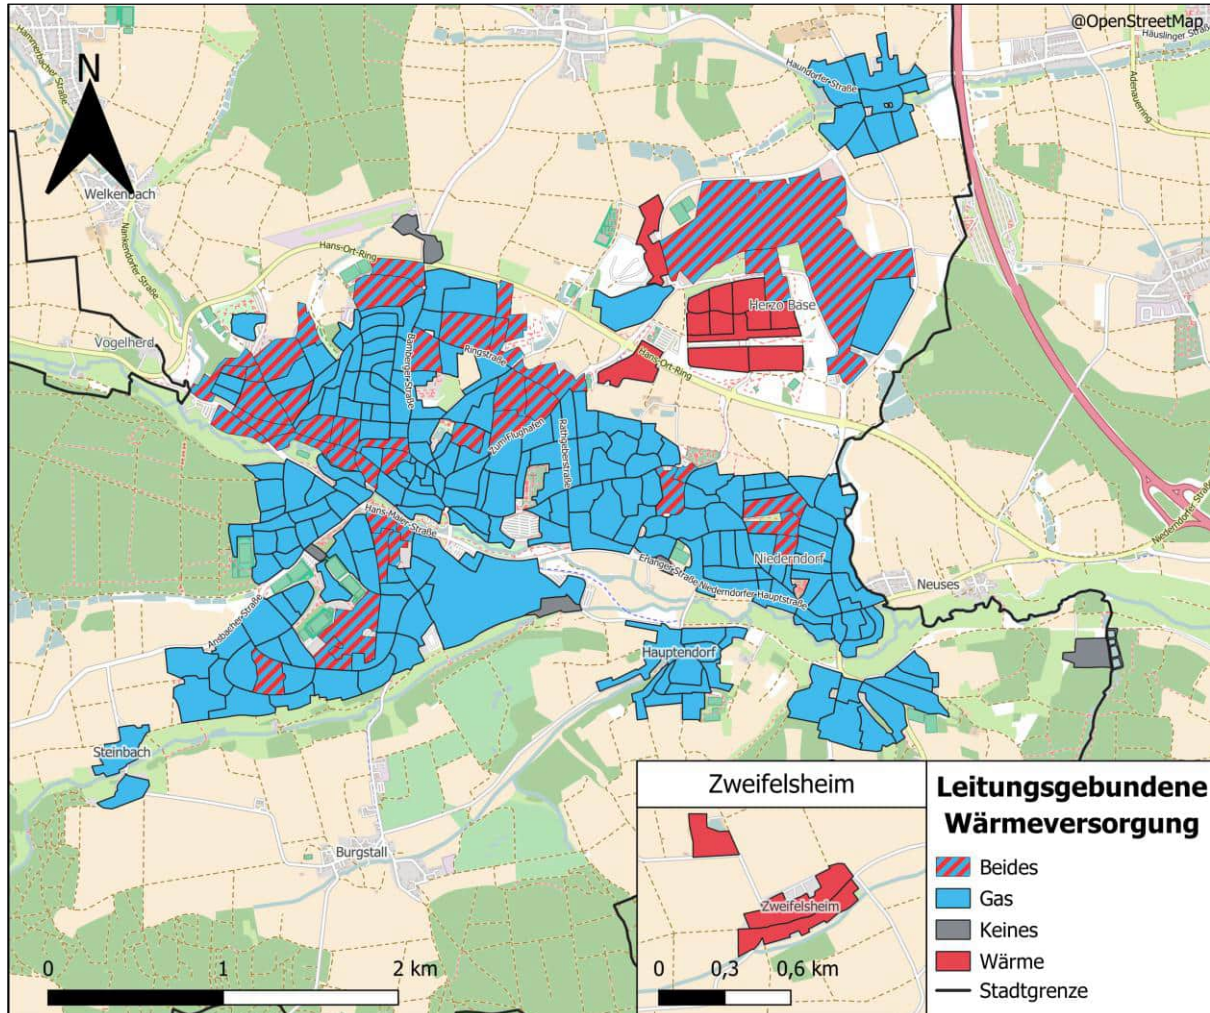 @OpenStreetMap
Hammerbacher Straße
Häuslinger Straße
Haundorfer Straße
Adenauerring
N
Welkenbach
Nankendorfer Straße
Hans-Ort-Ring
Herzo Base
Vogelherd
Bamberger Straße
Ringstraße
Hans-Ort-Ring
Zum Flughafen
Rathgeberstraße
Hans-Maier-Straße
Niederndorfer Straße
Erlanger Straße
Niederndorf
Neuses
Niederndorfer Hauptstraße
Ansbacher Straße
Hauptendorf
Steinbach
Burgstall
Zweifelsheim
Zweifelsheim
0 1 2 km
0 0,3 0,6 km
Leitungsgebundene
Wärmeversorgung
Beides
Gas
Keines
Wärme
Stadtgrenze